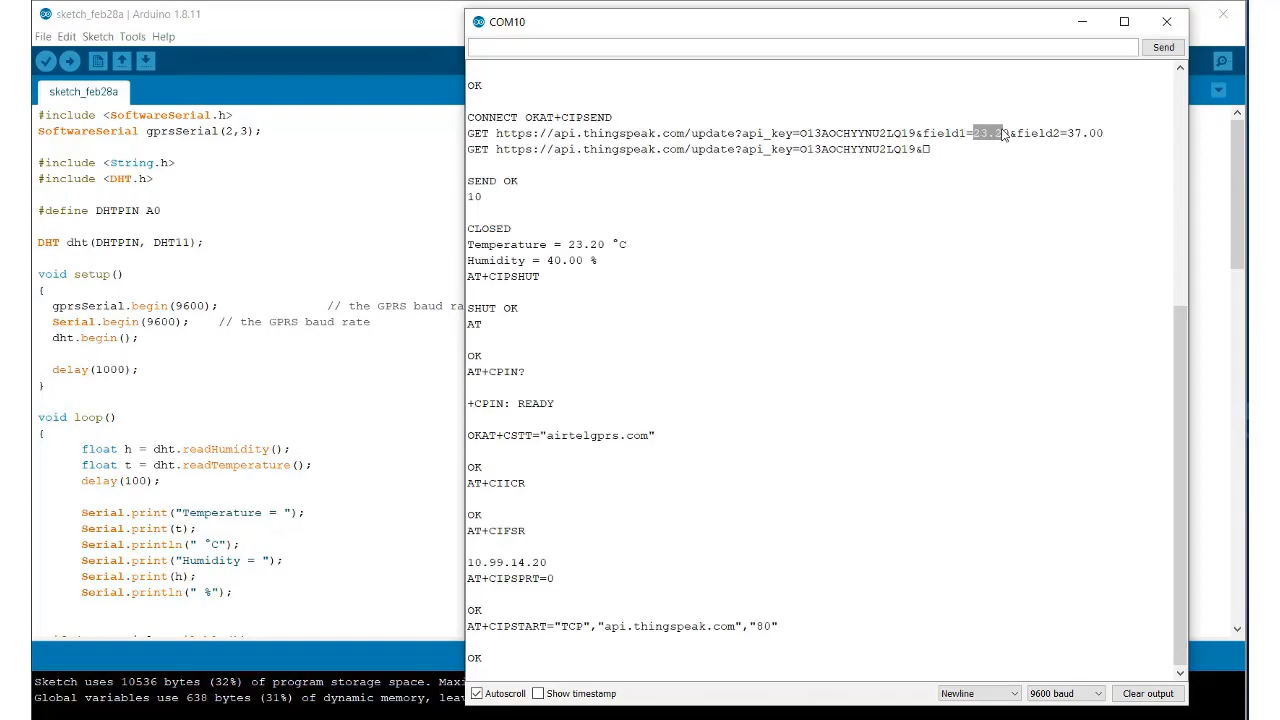 sketch_feb28a | Arduino 1.8.11
File Edit Sketch Tools Help
sketch_feb28a
#include <SoftwareSerial.h>
SoftwareSerial gprsSerial(2,3);
#include <String.h>
#include <DHT.h>
#define DHTPIN A0
DHT dht(DHTPIN, DHT11);
void setup()
{
gprsSerial.begin(9600); // the GPRS baud ra
Serial.begin(9600); // the GPRS baud rate
dht.begin();
delay(1000);
}
void loop()
{
float h = dht.readHumidity();
float t = dht.readTemperature();
delay(100);
Serial.print("Temperature = ");
Serial.print(t);
Serial.println(" °C");
Serial.print("Humidity = ");
Serial.print(h);
Serial.println(" %");
Sketch uses 10536 bytes (32%) of program storage space. Maxi
Global variables use 638 bytes (31%) of dynamic memory, leav
COM10
Send
OK
CONNECT OKAT+CIPSEND
GET https://api.thingspeak.com/update?api_key=O13AOCHYYNU2LQ19&field1=23.20&field2=37.00
GET https://api.thingspeak.com/update?api_key=O13AOCHYYNU2LQ19&□
SEND OK
10
CLOSED
Temperature = 23.20 °C
Humidity = 40.00 %
AT+CIPSHUT
SHUT OK
AT
OK
AT+CPIN?
+CPIN: READY
OKAT+CSTT="airtelgprs.com"
OK
AT+CIICR
OK
AT+CIFSR
10.99.14.20
AT+CIPSPRT=0
OK
AT+CIPSTART="TCP","api.thingspeak.com","80"
OK
Autoscroll Show timestamp Newline 9600 baud Clear output